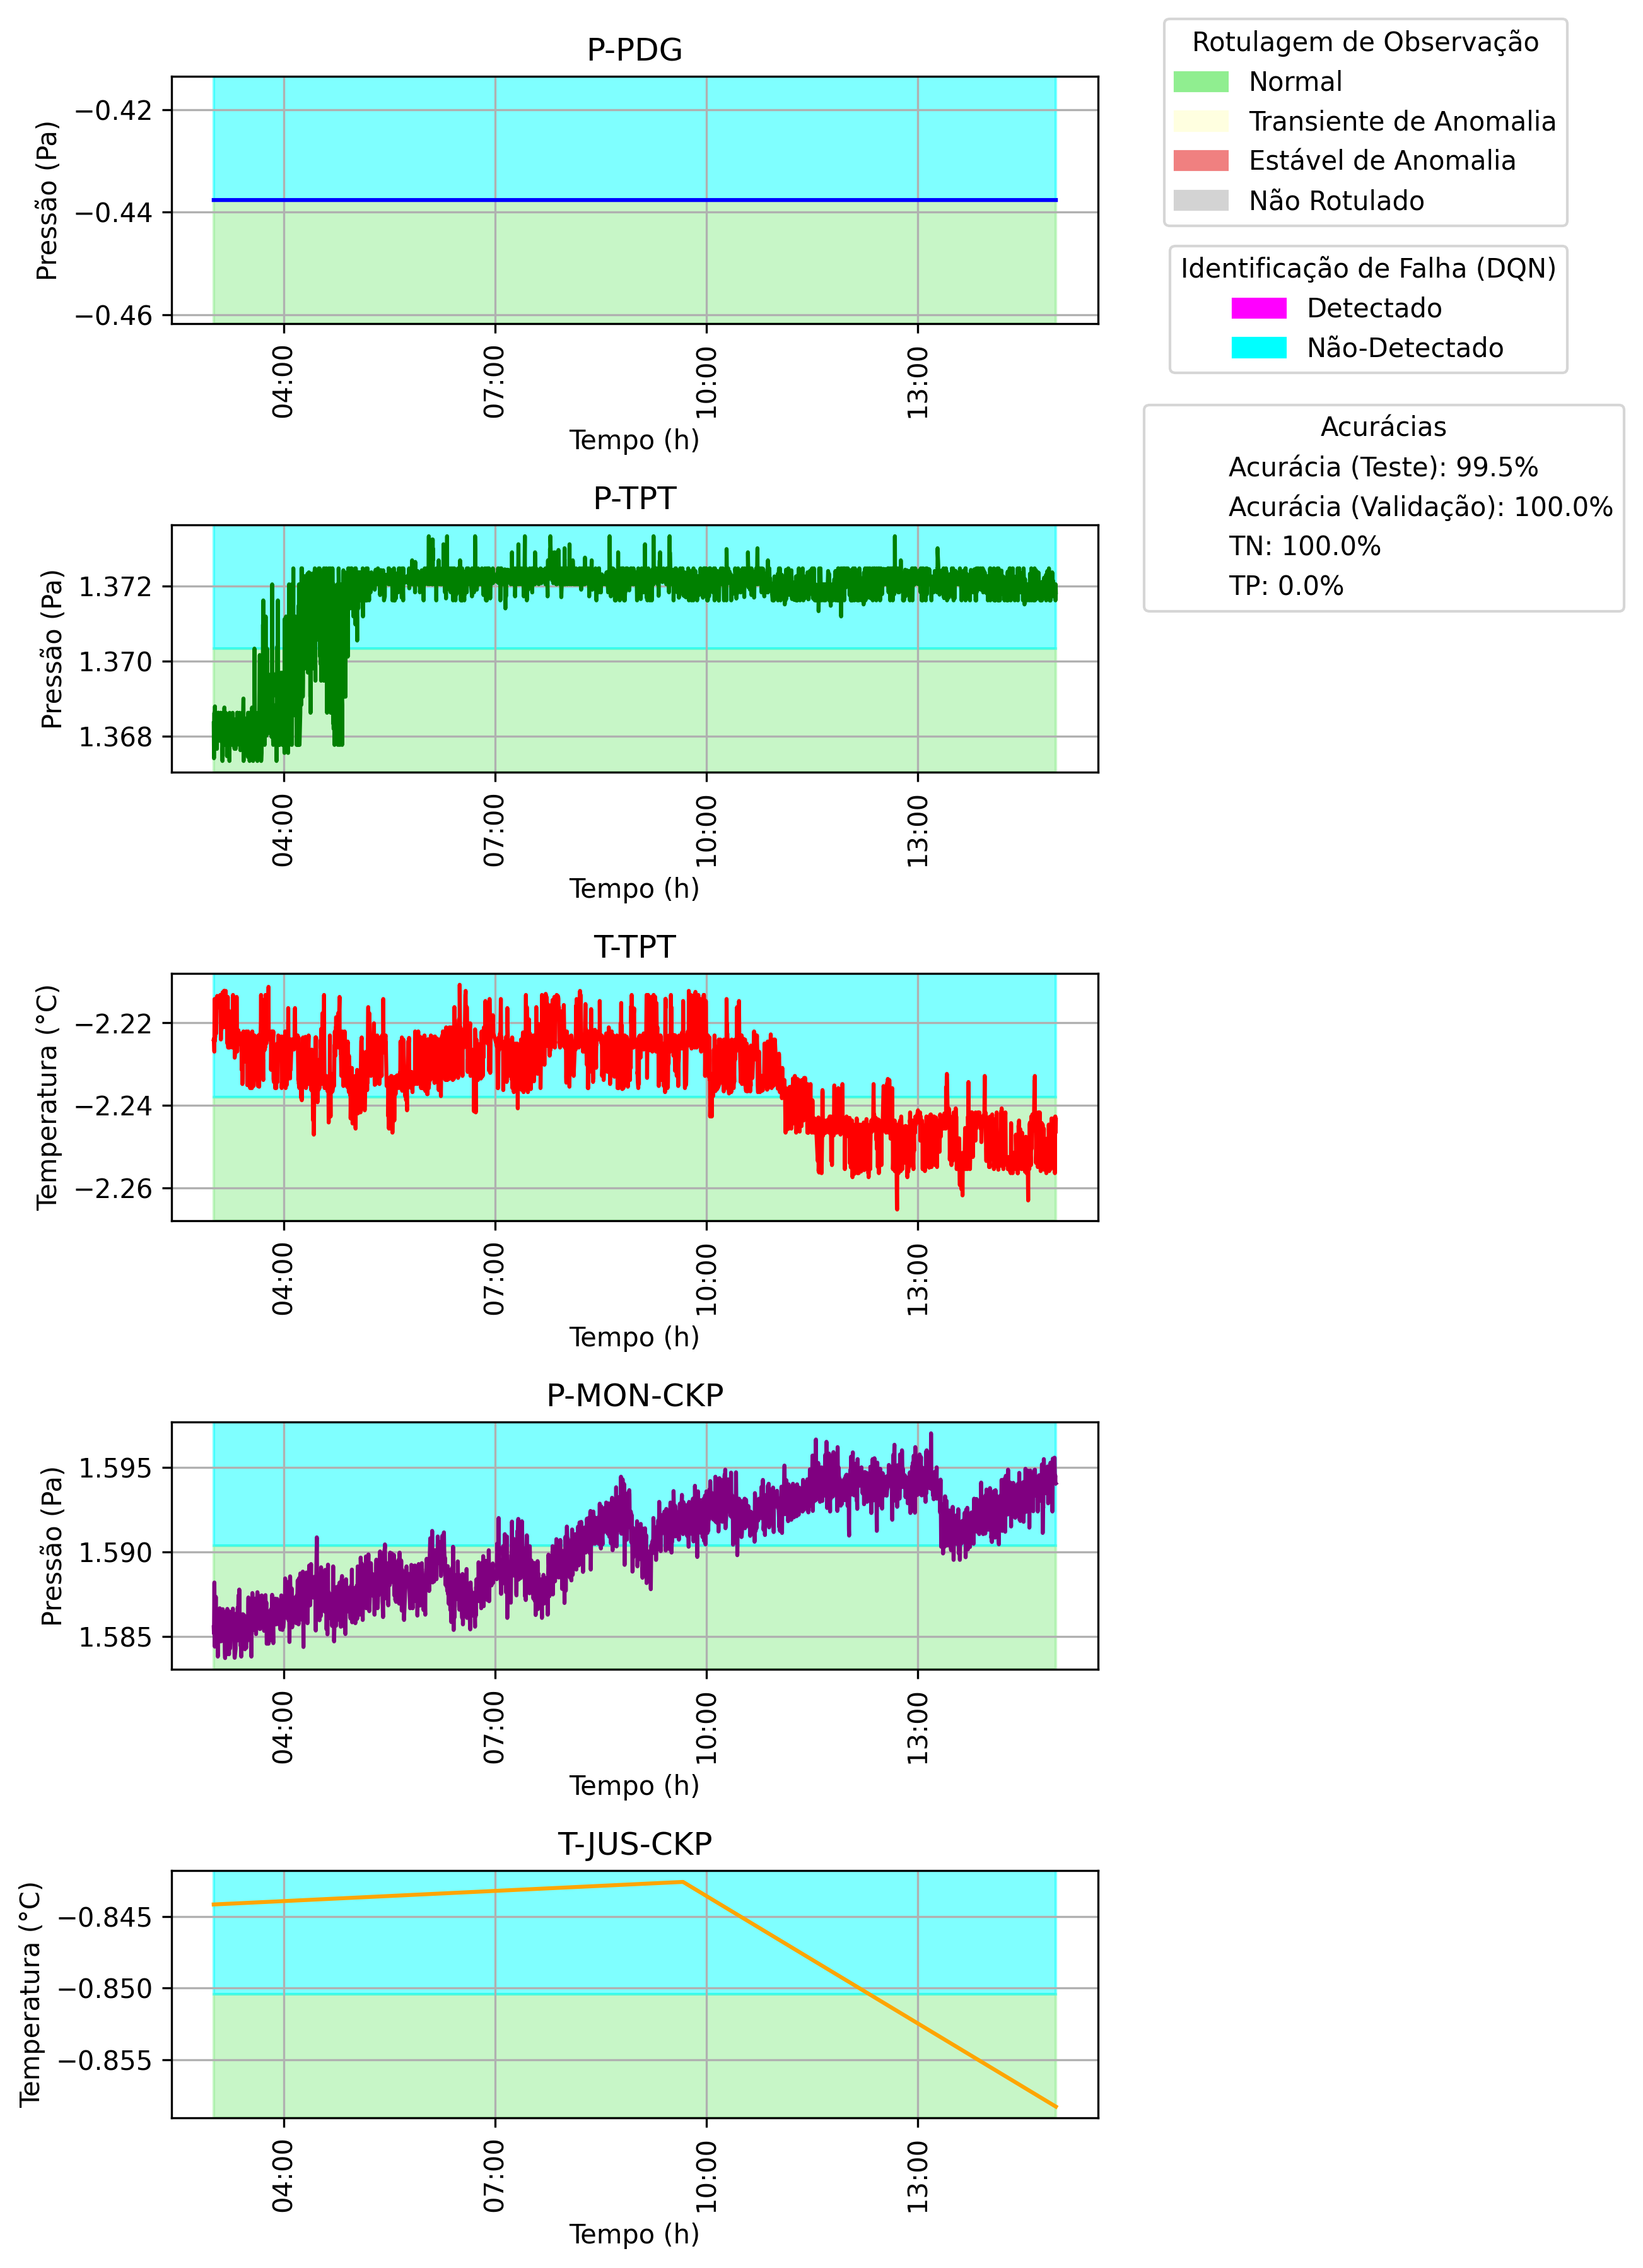 P-PDG
Pressão (Pa)
−0.42
−0.44
−0.46
04:00
07:00
10:00
13:00
Tempo (h)
P-TPT
Pressão (Pa)
1.372
1.370
1.368
04:00
07:00
10:00
13:00
Tempo (h)
T-TPT
Temperatura (°C)
−2.22
−2.24
−2.26
04:00
07:00
10:00
13:00
Tempo (h)
P-MON-CKP
Pressão (Pa)
1.595
1.590
1.585
04:00
07:00
10:00
13:00
Tempo (h)
T-JUS-CKP
Temperatura (°C)
−0.845
−0.850
−0.855
04:00
07:00
10:00
13:00
Tempo (h)
Rotulagem de Observação
Normal
Transiente de Anomalia
Estável de Anomalia
Não Rotulado
Identificação de Falha (DQN)
Detectado
Não-Detectado
Acurácias
Acurácia (Teste): 99.5%
Acurácia (Validação): 100.0%
TN: 100.0%
TP: 0.0%